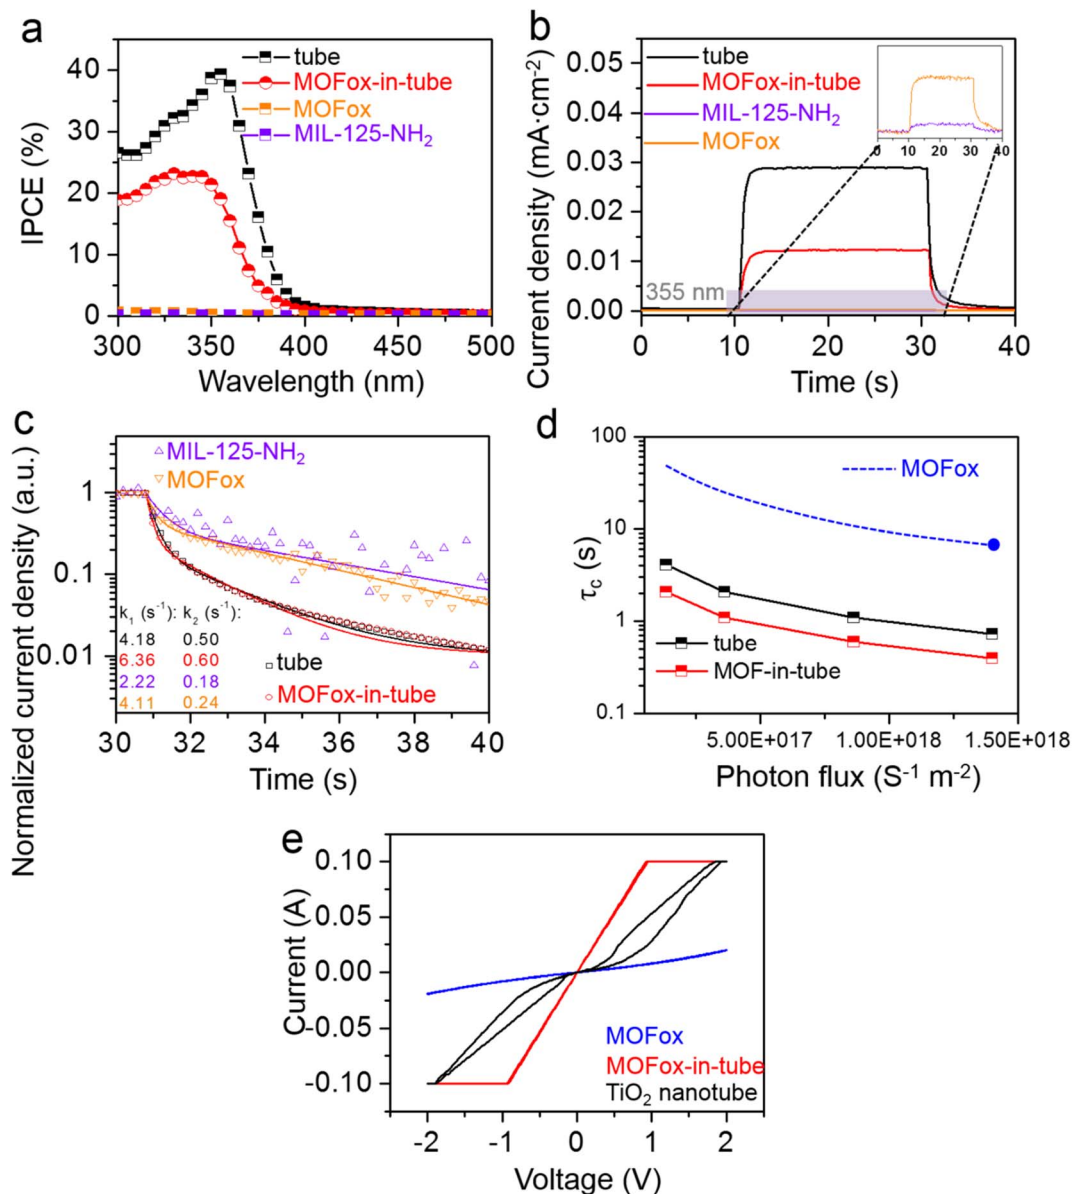 a
tube
MOFox-in-tube
MOFox
MIL-125-NH2
IPCE (%)
40
30
20
10
0
300 350 400 450 500
Wavelength (nm)
b
tube
MOFox-in-tube
MIL-125-NH2
MOFox
Current density (mA·cm-2)
0.05
0.04
0.03
0.02
0.01
0.00
355 nm
0 10 20 30 40
0 10 20 30 40
Time (s)
c
MIL-125-NH2
MOFox
Normalized current density (a.u.)
1
0.1
0.01
k1 (s-1): k2 (s-1):
4.18 0.50
6.36 0.60
2.22 0.18
4.11 0.24
tube
MOFox-in-tube
30 32 34 36 38 40
Time (s)
d
MOFox
τc (s)
100
10
1
0.1
tube
MOF-in-tube
5.00E+017 1.00E+018 1.50E+018
Photon flux (S-1 m-2)
e
Current (A)
0.10
0.05
0.00
-0.05
-0.10
MOFox
MOFox-in-tube
TiO2 nanotube
-2 -1 0 1 2
Voltage (V)